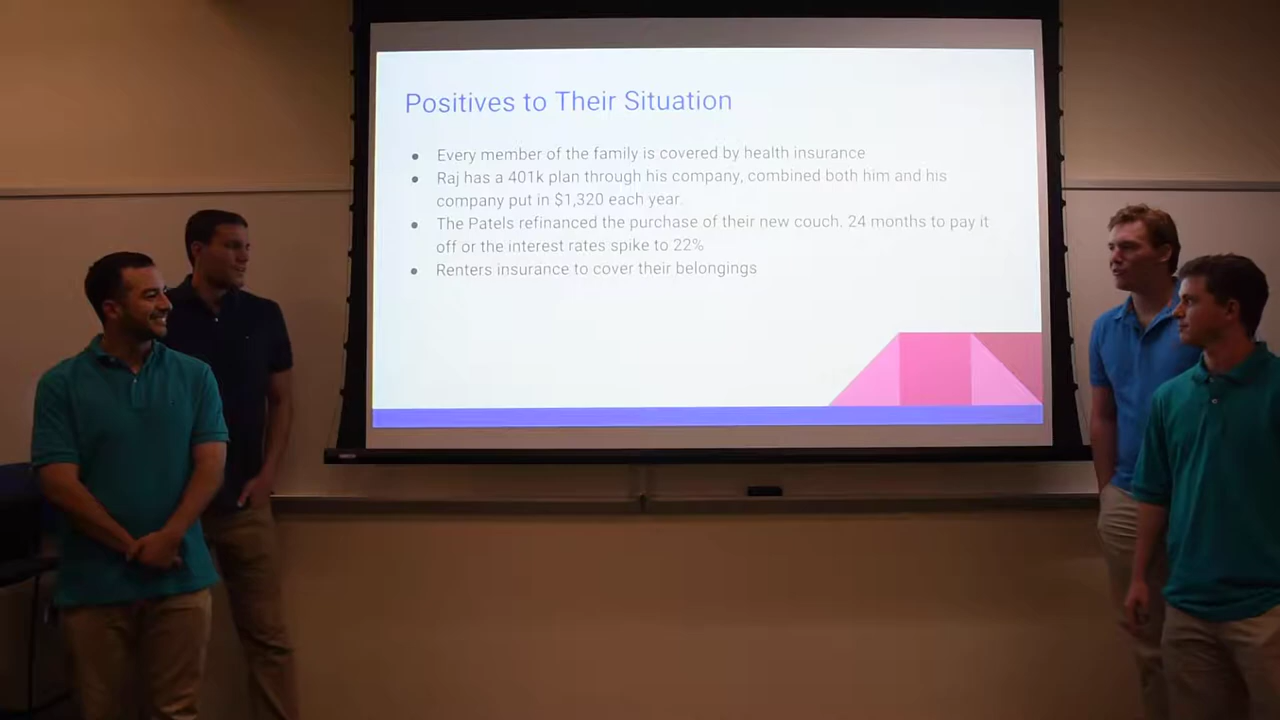 Positives to Their Situation
● Every member of the family is covered by health insurance
● Raj has a 401k plan through his company, combined both him and his
company put in $1,320 each year.
● The Patels refinanced the purchase of their new couch. 24 months to pay it
off or the interest rates spike to 22%
● Renters insurance to cover their belongings